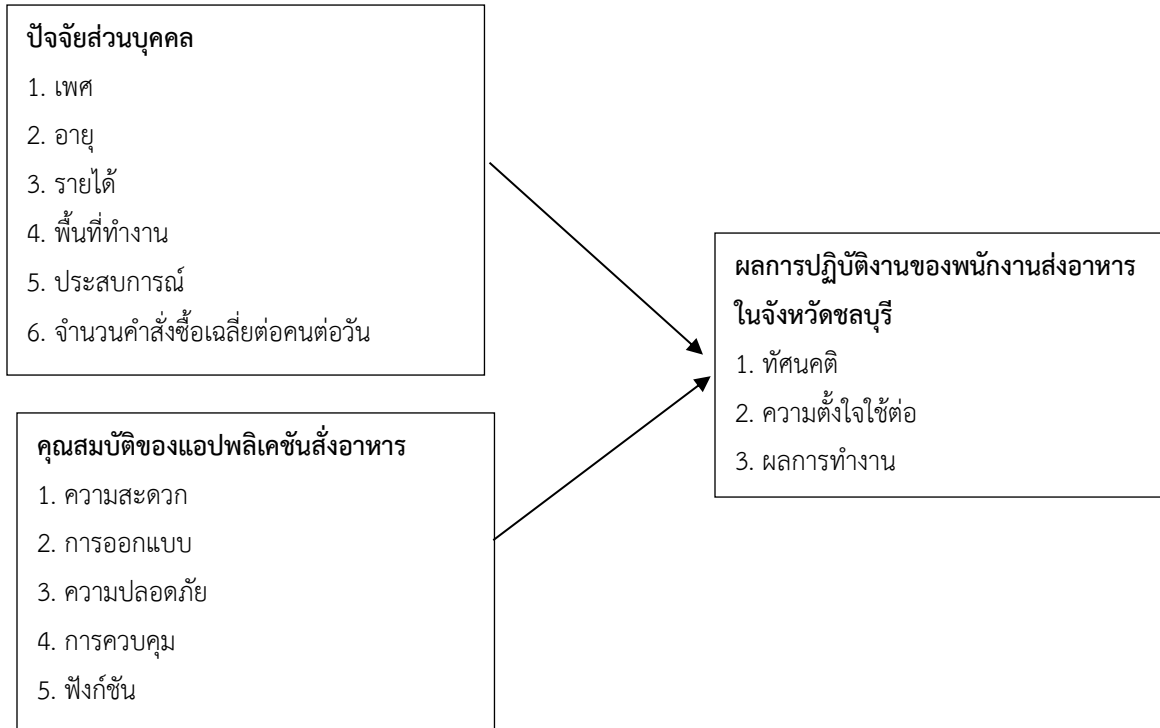 ปัจจัยส่วนบุคคล
1. เพศ
2. อายุ
3. รายได้
4. พื้นที่ทำงาน
5. ประสบการณ์
6. จำนวนคำสั่งซื้อเฉลี่ยต่อคนต่อวัน
คุณสมบัติของแอปพลิเคชันสั่งอาหาร
1. ความสะดวก
2. การออกแบบ
3. ความปลอดภัย
4. การควบคุม
5. ฟังก์ชัน
ผลการปฏิบัติงานของพนักงานส่งอาหาร
ในจังหวัดชลบุรี
1. ทัศนคติ
2. ความตั้งใจใช้ต่อ
3. ผลการทำงาน